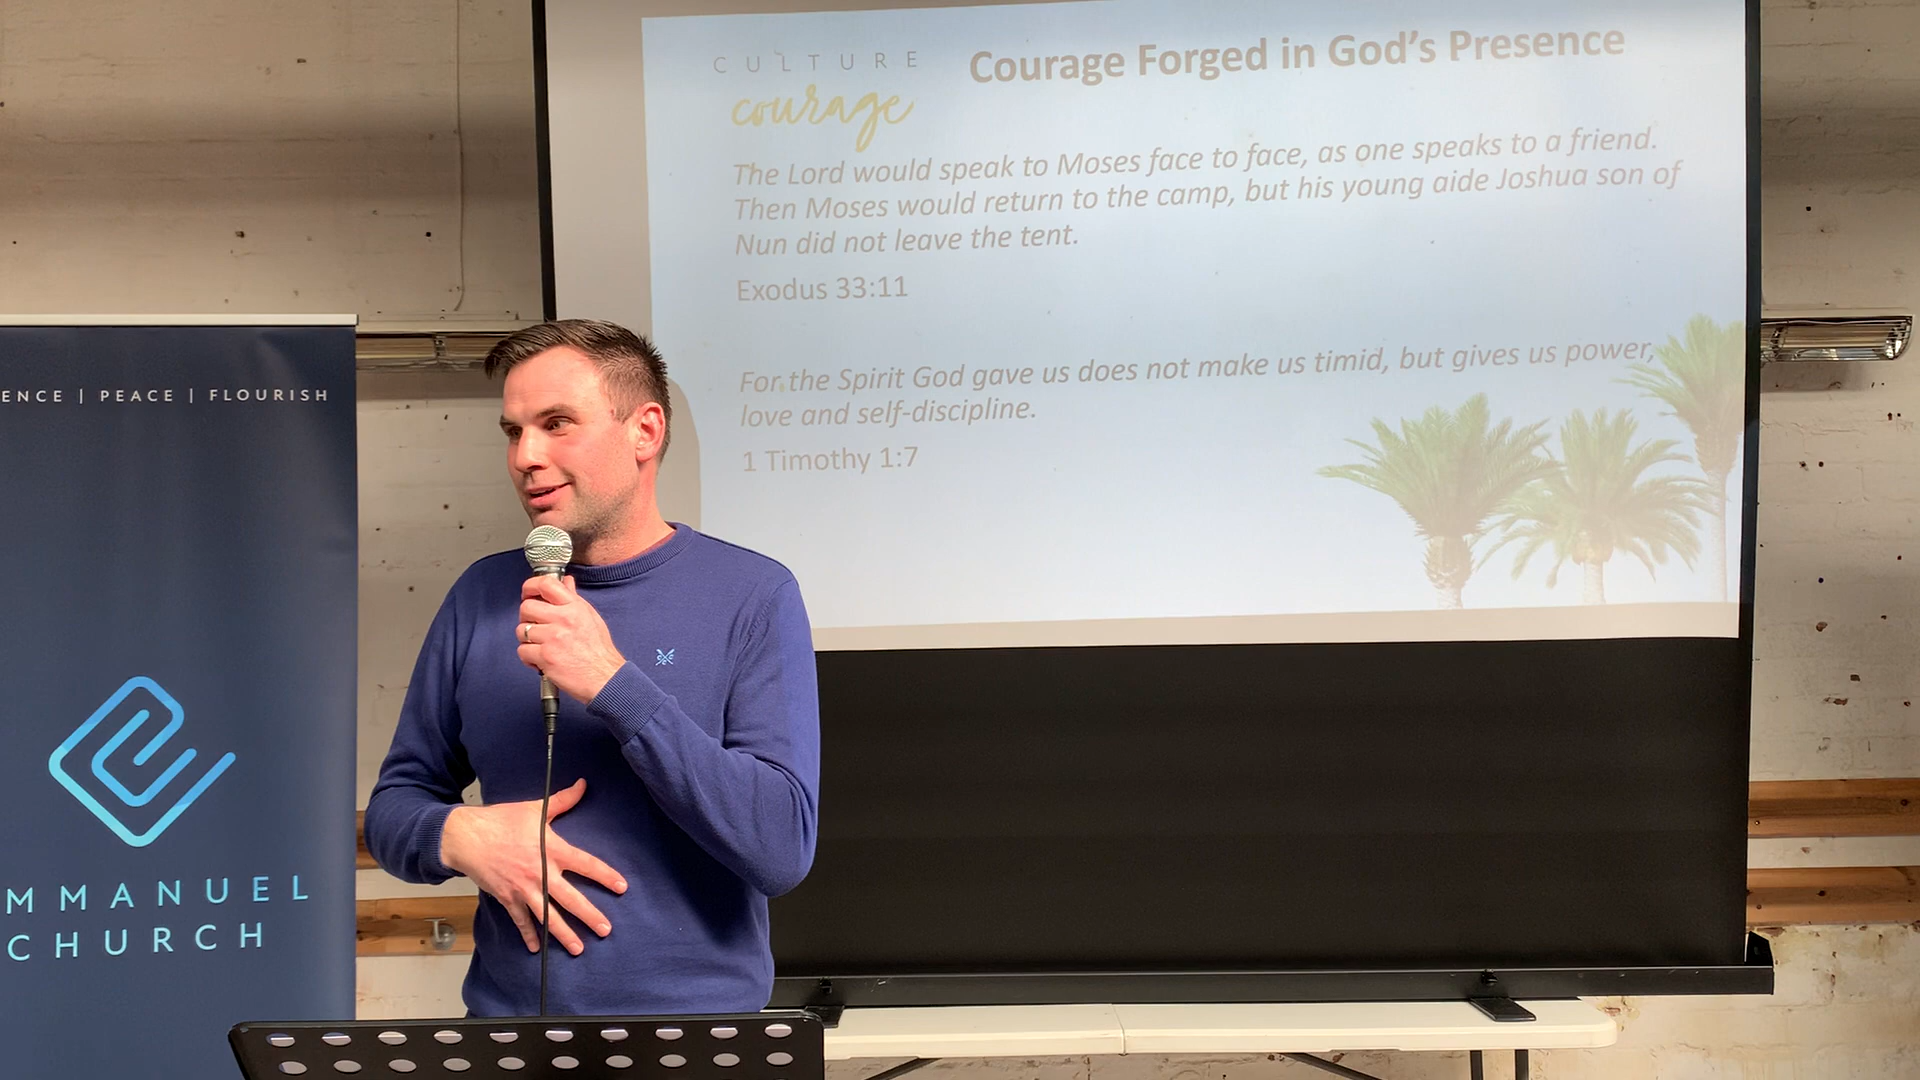 CULTURE
courage
Courage Forged in God's Presence
The Lord would speak to Moses face to face, as one speaks to a friend.
Then Moses would return to the camp, but his young aide Joshua son of
Nun did not leave the tent.
Exodus 33:11
For the Spirit God gave us does not make us timid, but gives us power,
love and self-discipline.
1 Timothy 1:7
ENCE | PEACE | FLOURISH
MMANUEL
CHURCH